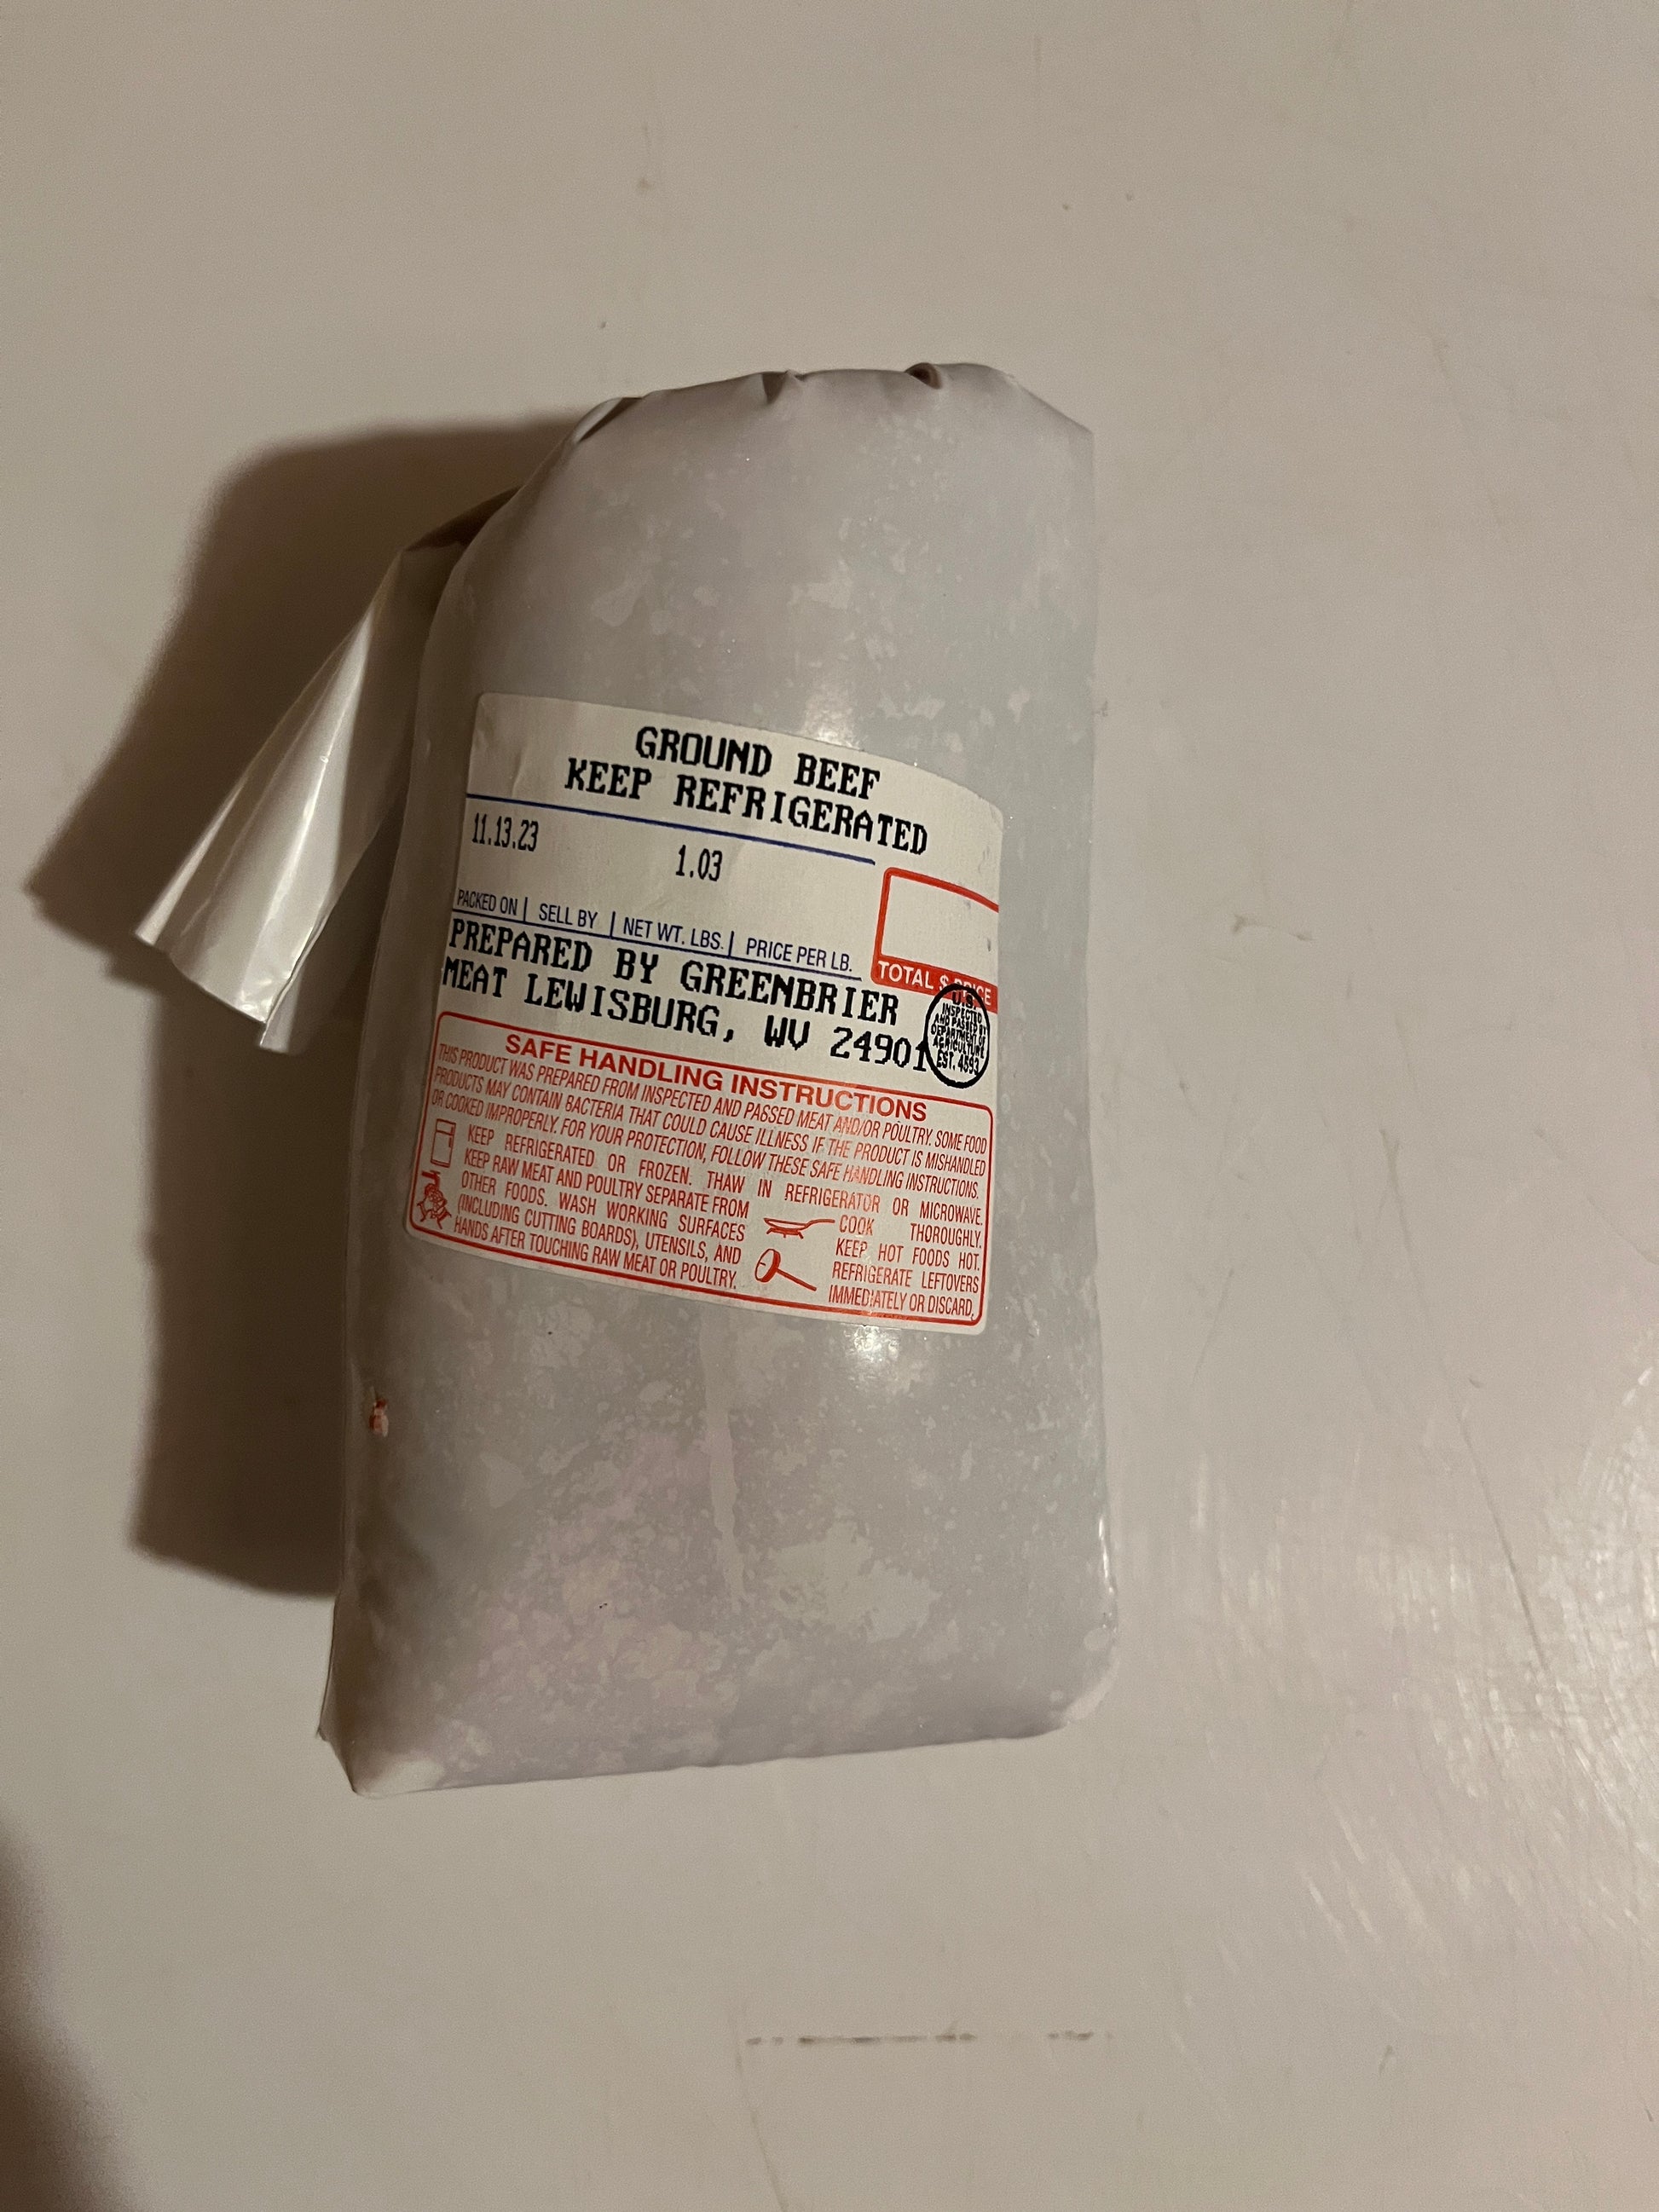 GROUND BEEF
KEEP REFRIGERATED
11.13.23 1.03
PACKED ON | SELL BY | NET WT. LBS. | PRICE PER LB.
TOTAL $ PRICE
PREPARED BY GREENBRIER
MEAT LEWISBURG, WV 24901
U.S.
INSPECTED
AND PASSED BY
DEPARTMENT OF
AGRICULTURE
EST. 4893
SAFE HANDLING INSTRUCTIONS
THIS PRODUCT WAS PREPARED FROM INSPECTED AND PASSED MEAT AND/OR POULTRY. SOME FOOD
PRODUCTS MAY CONTAIN BACTERIA THAT COULD CAUSE ILLNESS IF THE PRODUCT IS MISHANDLED
OR COOKED IMPROPERLY. FOR YOUR PROTECTION, FOLLOW THESE SAFE HANDLING INSTRUCTIONS.
KEEP REFRIGERATED OR FROZEN. THAW IN REFRIGERATOR OR MICROWAVE.
KEEP RAW MEAT AND POULTRY SEPARATE FROM
OTHER FOODS. WASH WORKING SURFACES
(INCLUDING CUTTING BOARDS), UTENSILS, AND
HANDS AFTER TOUCHING RAW MEAT OR POULTRY.
COOK THOROUGHLY.
KEEP HOT FOODS HOT.
REFRIGERATE LEFTOVERS
IMMEDIATELY OR DISCARD.